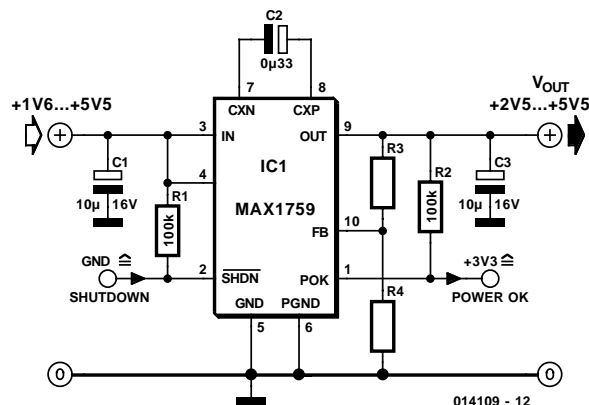 C2
0µ33
7
8
+1V6...+5V5
CXN
CXP
VOUT
+2V5...+5V5
3
IN
OUT
9
IC1
C1
4
R3
R2
C3
10µ
16V
R1
100k
MAX1759
FB
10
100k
10µ
16V
GND ≙
2
SHDN
POK
1
+3V3 ≙
SHUTDOWN
R4
POWER OK
GND
PGND
5
6
0
0
014109 - 12